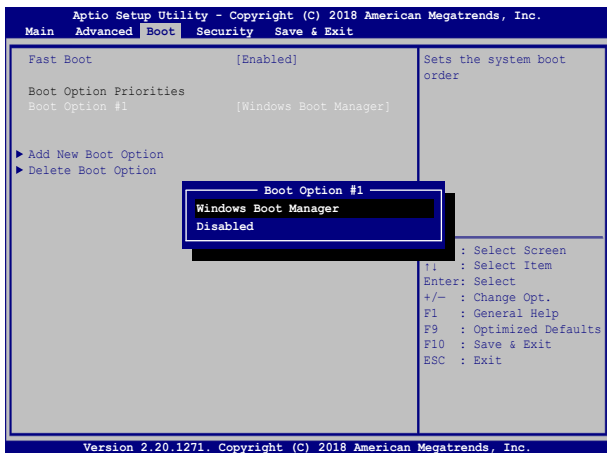 Aptio Setup Utility - Copyright (C) 2018 American Megatrends, Inc.
Main Advanced Boot Security Save & Exit
Fast Boot [Enabled]
Boot Option Priorities
Boot Option #1 [Windows Boot Manager]
▶ Add New Boot Option
▶ Delete Boot Option
Boot Option #1
Windows Boot Manager
Disabled
Sets the system boot
order
: Select Screen
↑↓ : Select Item
Enter: Select
+/— : Change Opt.
F1 : General Help
F9 : Optimized Defaults
F10 : Save & Exit
ESC : Exit
Version 2.20.1271. Copyright (C) 2018 American Megatrends, Inc.